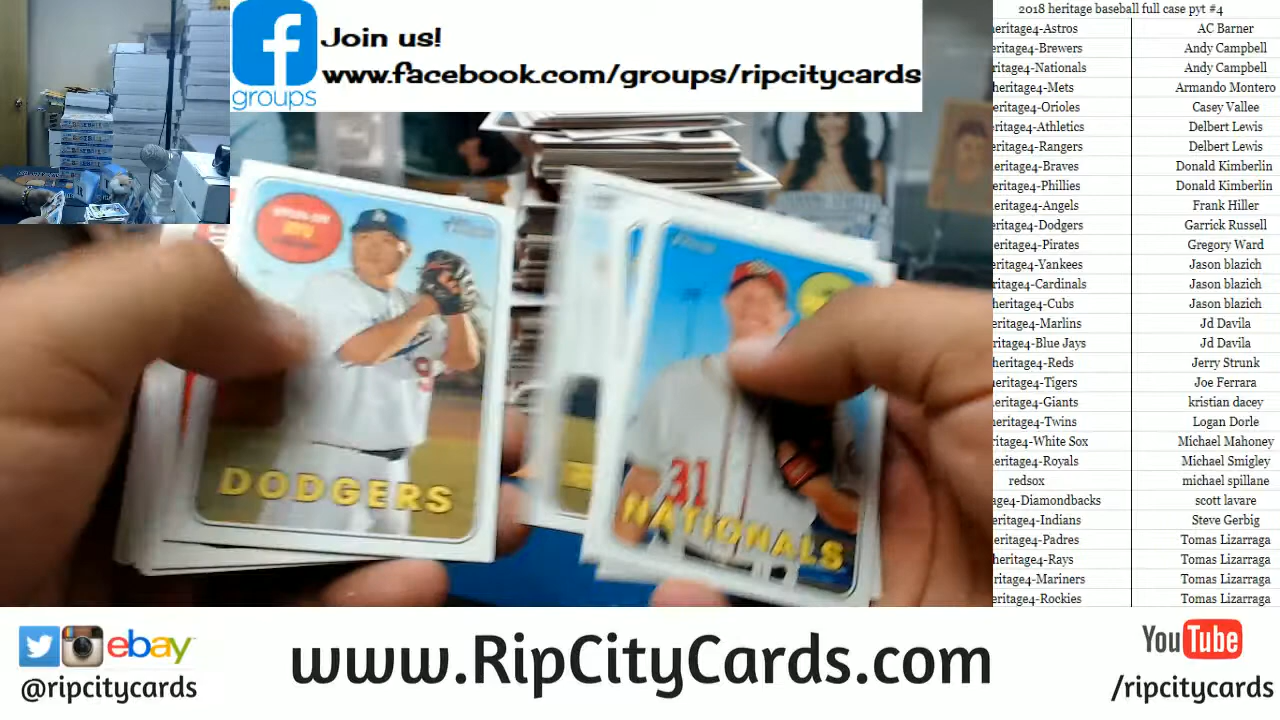 2018 heritage baseball full case pyt #4
eritage4-Astros AC Barner
eritage4-Brewers Andy Campbell
eritage4-Nationals Andy Campbell
heritage4-Mets Armando Montero
eritage4-Orioles Casey Vallee
eritage4-Athletics Delbert Lewis
eritage4-Rangers Delbert Lewis
eritage4-Braves Donald Kimberlin
eritage4-Phillies Donald Kimberlin
eritage4-Angels Frank Hiller
eritage4-Dodgers Garrick Russell
eritage4-Pirates Gregory Ward
eritage4-Yankees Jason blazich
eritage4-Cardinals Jason blazich
heritage4-Cubs Jason blazich
eritage4-Marlins Jd Davila
eritage4-Blue Jays Jd Davila
heritage4-Reds Jerry Strunk
eritage4-Tigers Joe Ferrara
eritage4-Giants kristian dacey
eritage4-Twins Logan Dorle
eritage4-White Sox Michael Mahoney
eritage4-Royals Michael Smigley
redsox michael spillane
age4-Diamondbacks scott lavare
eritage4-Indians Steve Gerbig
eritage4-Padres Tomas Lizarraga
heritage4-Rays Tomas Lizarraga
ritage4-Mariners Tomas Lizarraga
eritage4-Rockies Tomas Lizarraga
f
groups
Join us!
www.facebook.com/groups/ripcitycards
RYU
DODGERS
31
NATIONALS
ebay
@ripcitycards
www.RipCityCards.com
YouTube
/ripcitycards